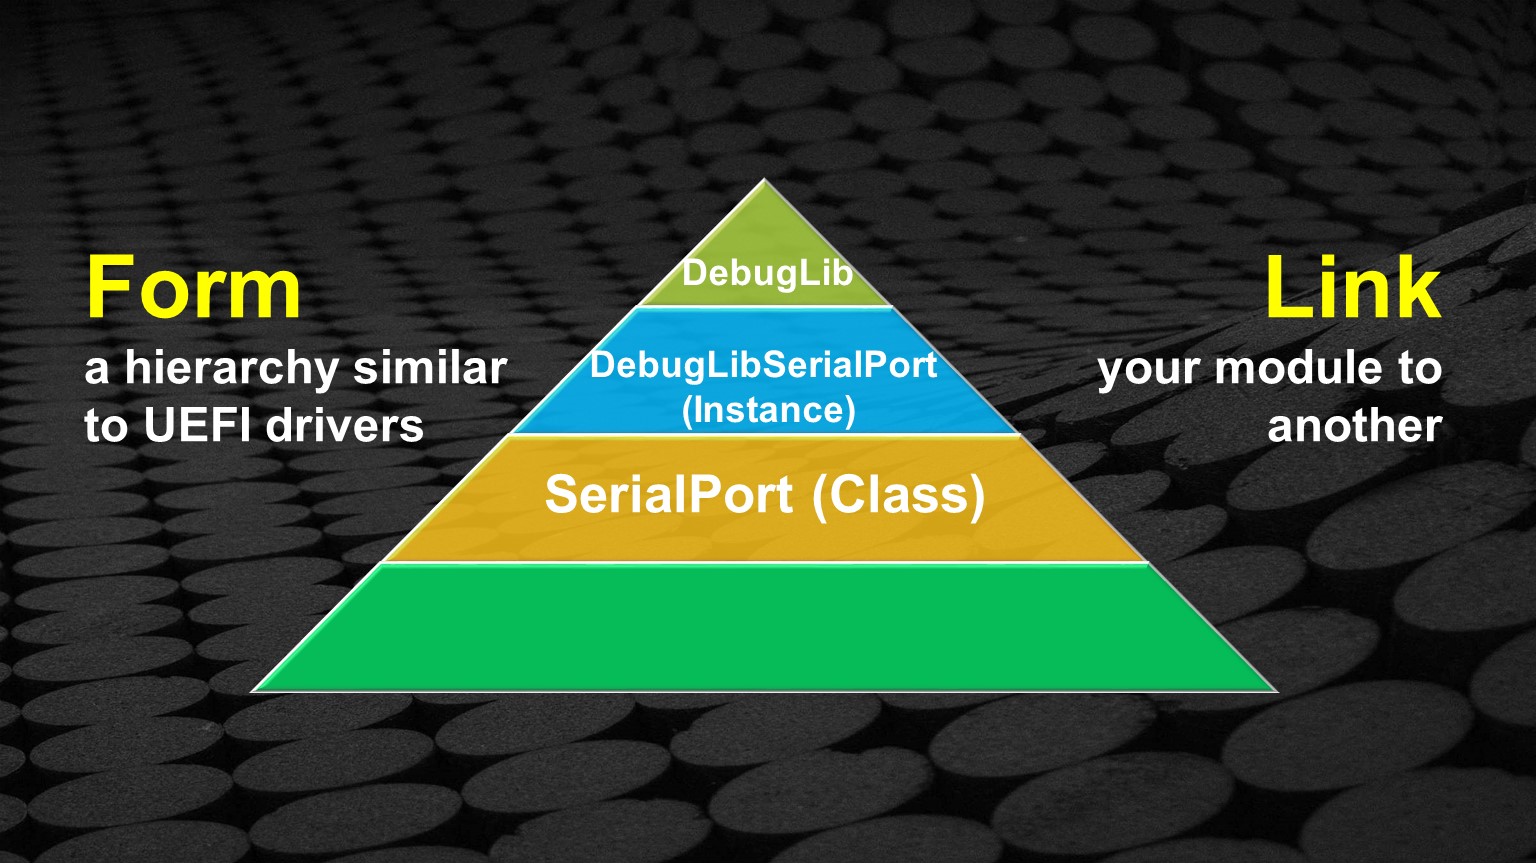 Form
a hierarchy similar
to UEFI drivers
DebugLib
DebugLibSerialPort
(Instance)
SerialPort (Class)
Link
your module to
another